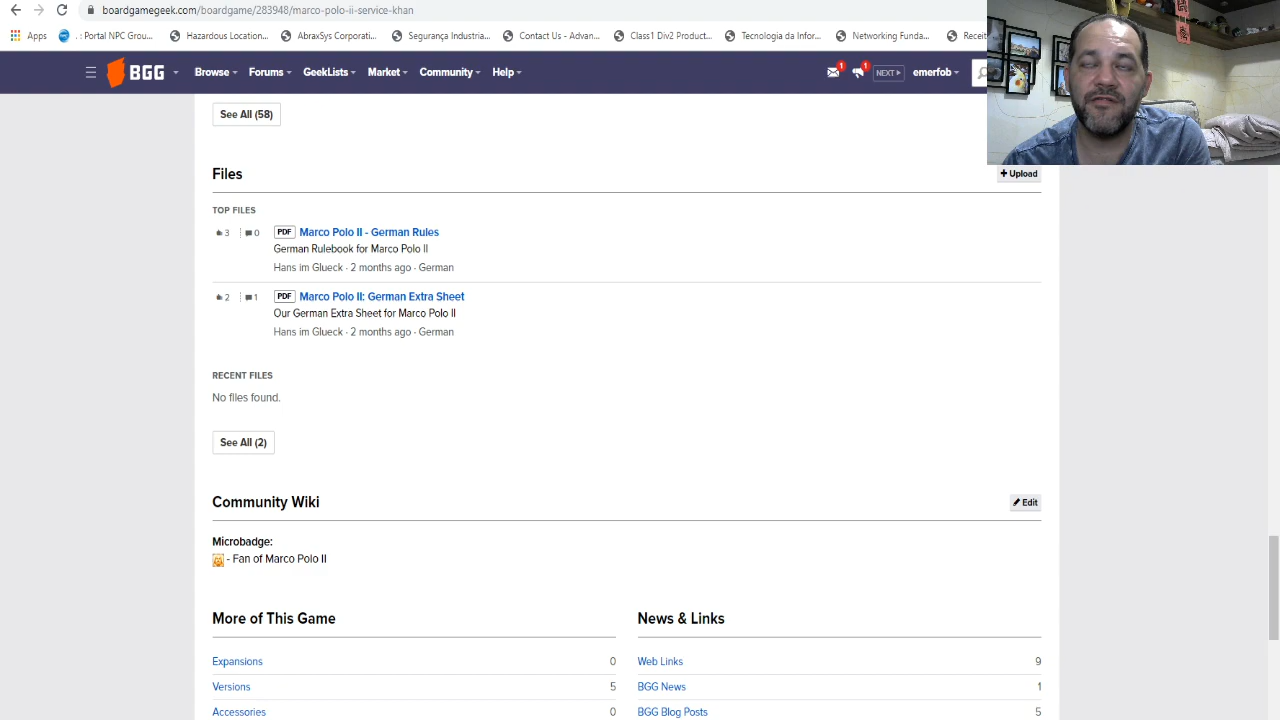 boardgamegeek.com/boardgame/283948/marco-polo-ii-service-khan
Apps . : Portal NPC Grou... Hazardous Location... AbraxSys Corporati... Segurança Industria... Contact Us - Advan... Class1 Div2 Product... Tecnologia da Infor... Networking Funda... Receit
BGG Browse Forums GeekLists Market Community Help 1 1 NEXT emerfob
See All (58)
Files
+ Upload
TOP FILES
3 0 PDF Marco Polo II - German Rules
German Rulebook for Marco Polo II
Hans im Glueck · 2 months ago · German
2 1 PDF Marco Polo II: German Extra Sheet
Our German Extra Sheet for Marco Polo II
Hans im Glueck · 2 months ago · German
RECENT FILES
No files found.
See All (2)
Community Wiki
Edit
Microbadge:
- Fan of Marco Polo II
More of This Game
Expansions 0
Versions 5
Accessories 0
News & Links
Web Links 9
BGG News 1
BGG Blog Posts 5